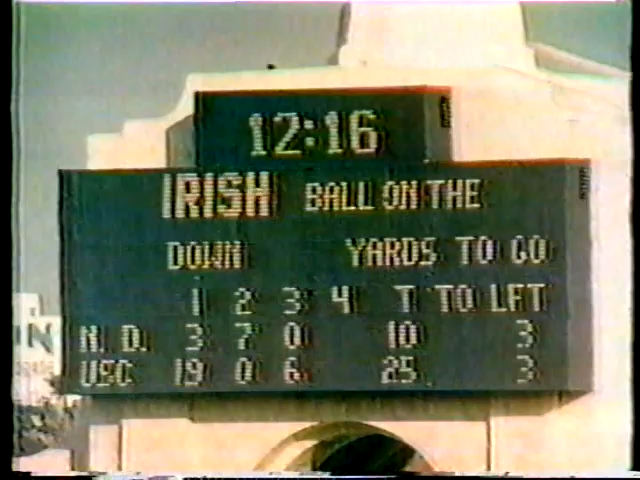 12:16
IRISH BALL ON THE
DOWN YARDS TO GO
1 2 3 4 T TO LFT
N. D. 3 7 0 10 3
USC 19 0 6 25 3
IN